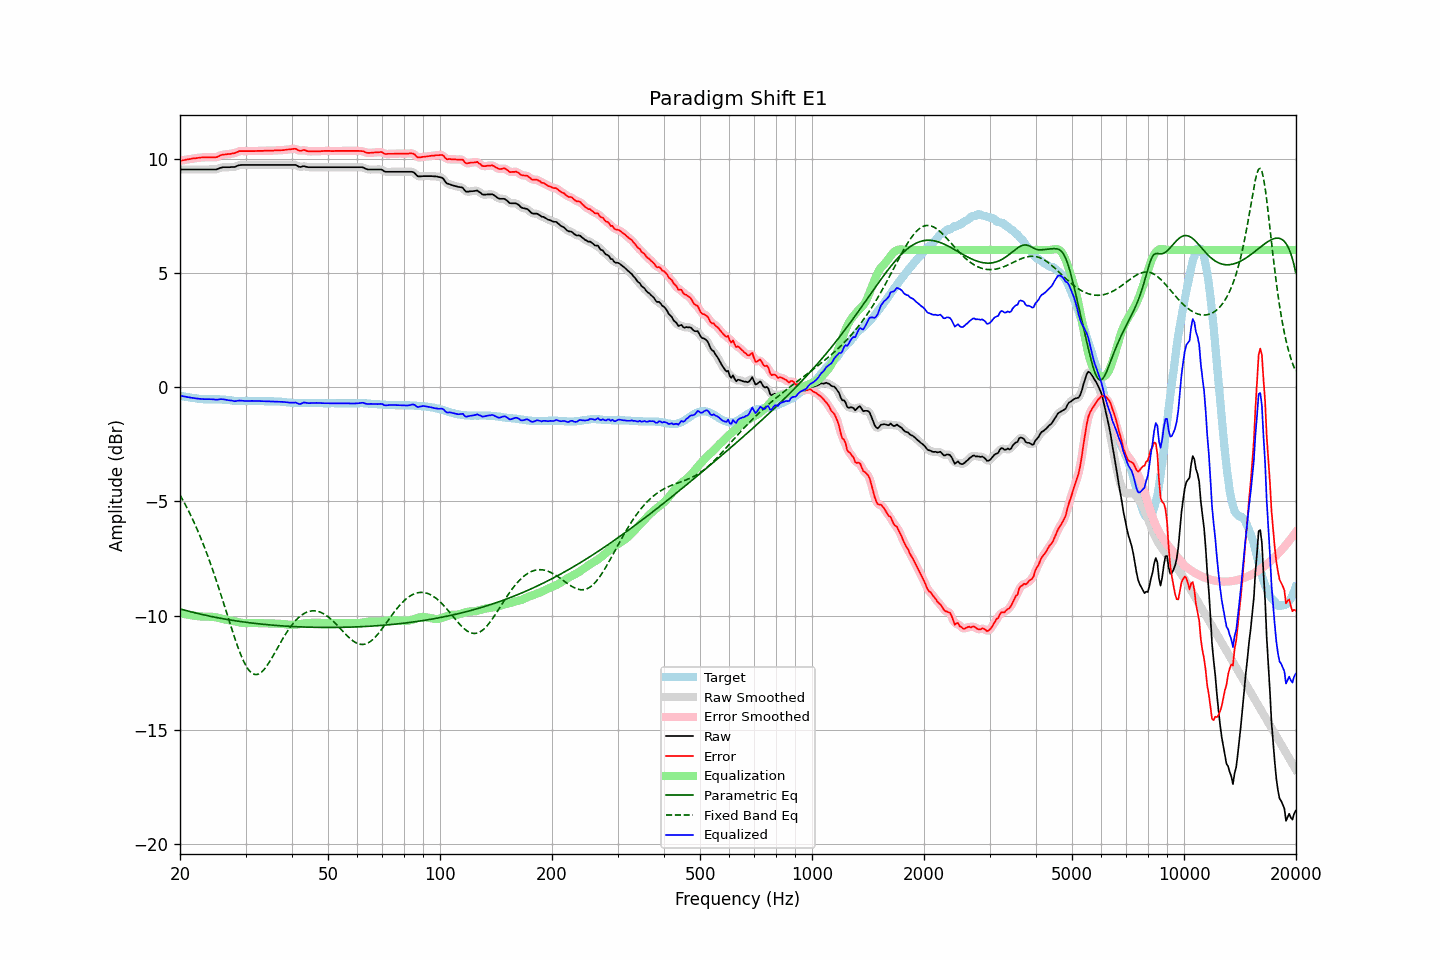 Paradigm Shift E1
Amplitude (dBr)
10
5
0
−5
−10
−15
−20
20
50
100
200
500
1000
2000
5000
10000
20000
Frequency (Hz)
Target
Raw Smoothed
Error Smoothed
Raw
Error
Equalization
Parametric Eq
Fixed Band Eq
Equalized